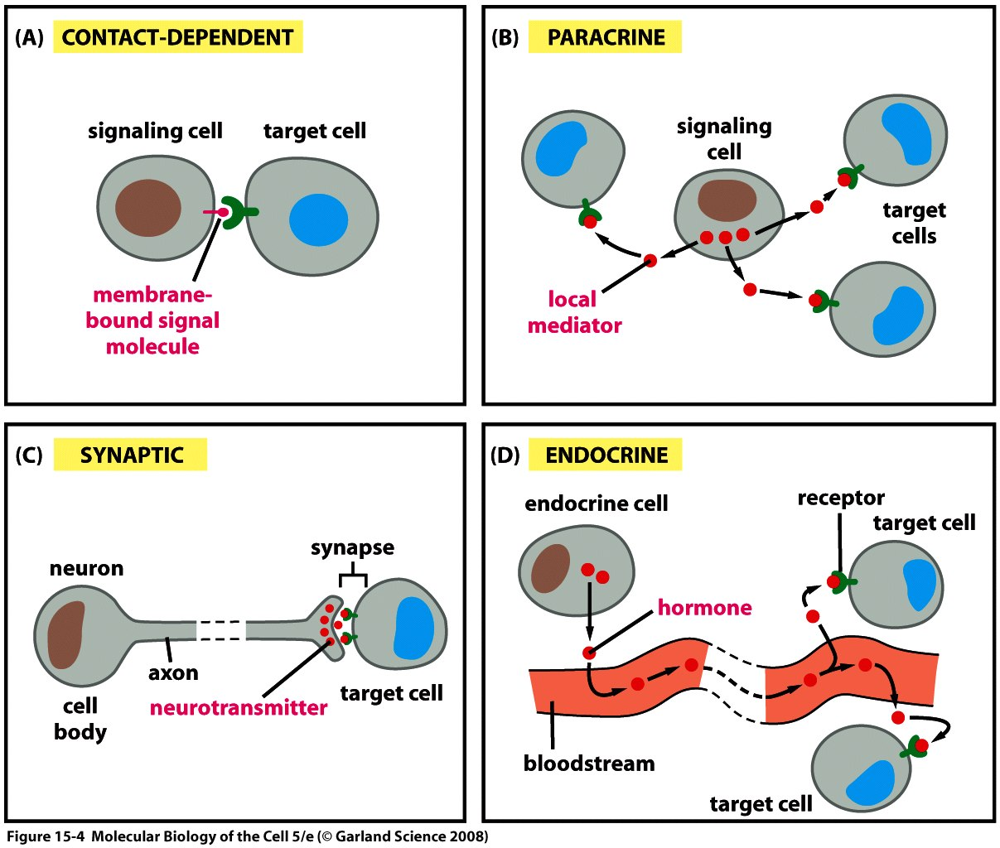 (A) CONTACT-DEPENDENT
signaling cell
target cell
membrane-
bound signal
molecule
(B) PARACRINE
signaling
cell
target
cells
local
mediator
(C) SYNAPTIC
synapse
neuron
axon
target cell
neurotransmitter
cell
body
(D) ENDOCRINE
endocrine cell
receptor
target cell
hormone
bloodstream
target cell
Figure 15-4 Molecular Biology of the Cell 5/e (© Garland Science 2008)